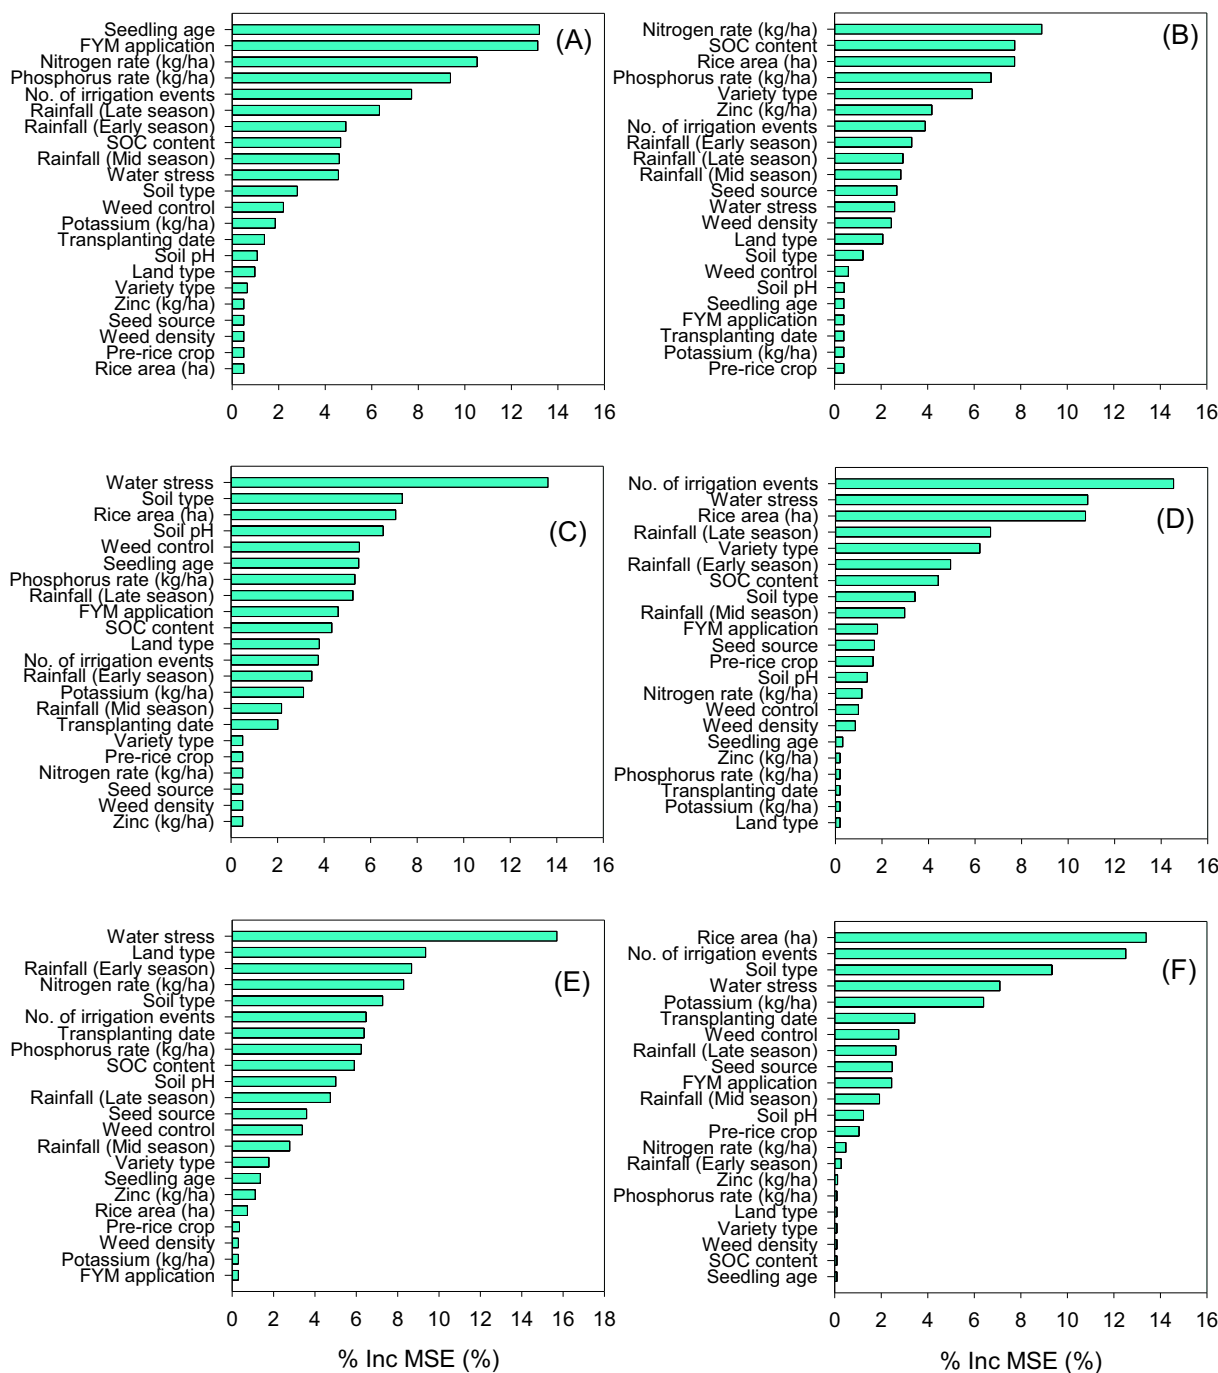 Seedling age
FYM application
Nitrogen rate (kg/ha)
Phosphorus rate (kg/ha)
No. of irrigation events
Rainfall (Late season)
Rainfall (Early season)
SOC content
Rainfall (Mid season)
Water stress
Soil type
Weed control
Potassium (kg/ha)
Transplanting date
Soil pH
Land type
Variety type
Zinc (kg/ha)
Seed source
Weed density
Pre-rice crop
Rice area (ha)
(A)
0 2 4 6 8 10 12 14 16
Nitrogen rate (kg/ha)
SOC content
Rice area (ha)
Phosphorus rate (kg/ha)
Variety type
Zinc (kg/ha)
No. of irrigation events
Rainfall (Early season)
Rainfall (Late season)
Rainfall (Mid season)
Seed source
Water stress
Weed density
Land type
Soil type
Weed control
Soil pH
Seedling age
FYM application
Transplanting date
Potassium (kg/ha)
Pre-rice crop
(B)
0 2 4 6 8 10 12 14 16
Water stress
Soil type
Rice area (ha)
Soil pH
Weed control
Seedling age
Phosphorus rate (kg/ha)
Rainfall (Late season)
FYM application
SOC content
Land type
No. of irrigation events
Rainfall (Early season)
Potassium (kg/ha)
Rainfall (Mid season)
Transplanting date
Variety type
Pre-rice crop
Nitrogen rate (kg/ha)
Seed source
Weed density
Zinc (kg/ha)
(C)
0 2 4 6 8 10 12 14 16
No. of irrigation events
Water stress
Rice area (ha)
Rainfall (Late season)
Variety type
Rainfall (Early season)
SOC content
Soil type
Rainfall (Mid season)
FYM application
Seed source
Pre-rice crop
Soil pH
Nitrogen rate (kg/ha)
Weed control
Weed density
Seedling age
Zinc (kg/ha)
Phosphorus rate (kg/ha)
Transplanting date
Potassium (kg/ha)
Land type
(D)
0 2 4 6 8 10 12 14 16
Water stress
Land type
Rainfall (Early season)
Nitrogen rate (kg/ha)
Soil type
No. of irrigation events
Transplanting date
Phosphorus rate (kg/ha)
SOC content
Soil pH
Rainfall (Late season)
Seed source
Weed control
Rainfall (Mid season)
Variety type
Seedling age
Zinc (kg/ha)
Rice area (ha)
Pre-rice crop
Weed density
Potassium (kg/ha)
FYM application
(E)
0 2 4 6 8 10 12 14 16 18
% Inc MSE (%)
Rice area (ha)
No. of irrigation events
Soil type
Water stress
Potassium (kg/ha)
Transplanting date
Weed control
Rainfall (Late season)
Seed source
FYM application
Rainfall (Mid season)
Soil pH
Pre-rice crop
Nitrogen rate (kg/ha)
Rainfall (Early season)
Zinc (kg/ha)
Phosphorus rate (kg/ha)
Land type
Variety type
Weed density
SOC content
Seedling age
(F)
0 2 4 6 8 10 12 14 16
% Inc MSE (%)